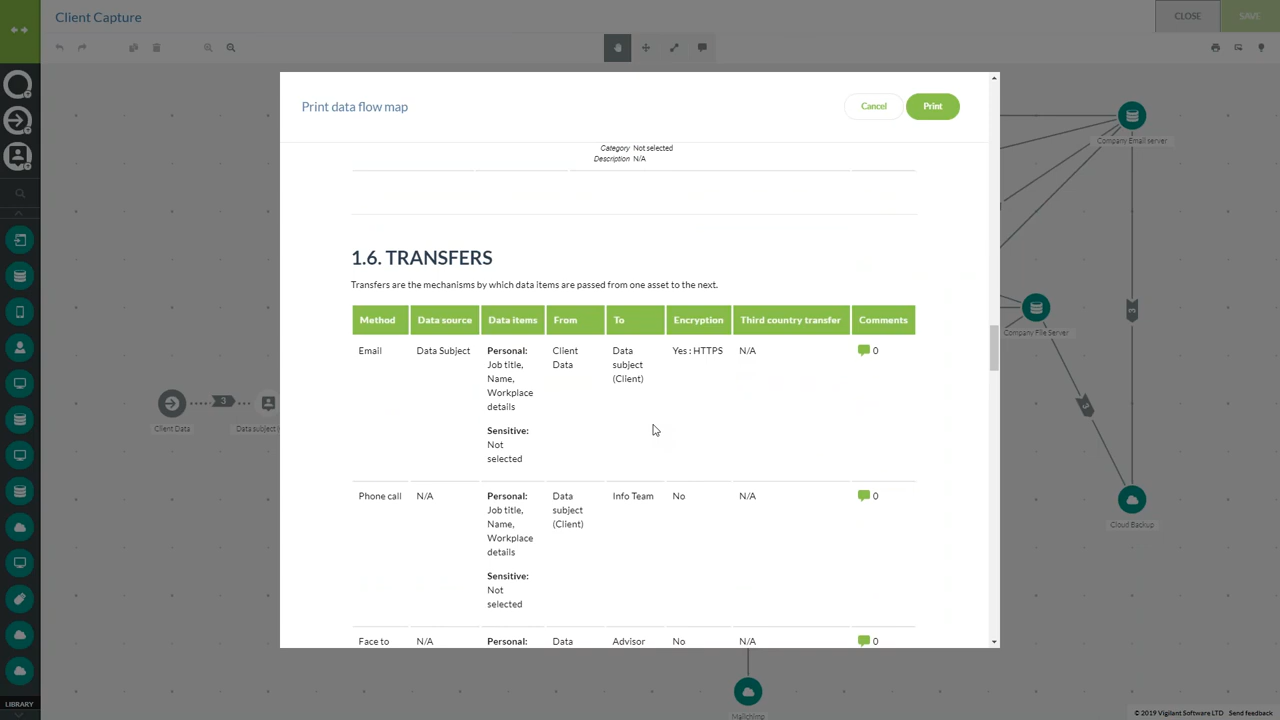 Client Capture
CLOSE
SAVE
Print data flow map
Cancel
Print
Company Email server
Category Not selected
Description N/A
1.6. TRANSFERS
Transfers are the mechanisms by which data items are passed from one asset to the next.
Method Data source Data items From To Encryption Third country transfer Comments
Email Data Subject Personal: Client Data Yes : HTTPS N/A 0
Job title, Data subject
Name, (Client)
Workplace
details
Sensitive:
Not
selected
Phone call N/A Personal: Data Info Team No N/A 0
Job title, subject
Name, (Client)
Workplace
details
Sensitive:
Not
selected
Face to N/A Personal: Data Advisor No N/A 0
3
Client Data
Data subject
Company File Server
3
3
Cloud Backup
Mailching
LIBRARY
© 2019 Vigilant Software LTD Send feedback